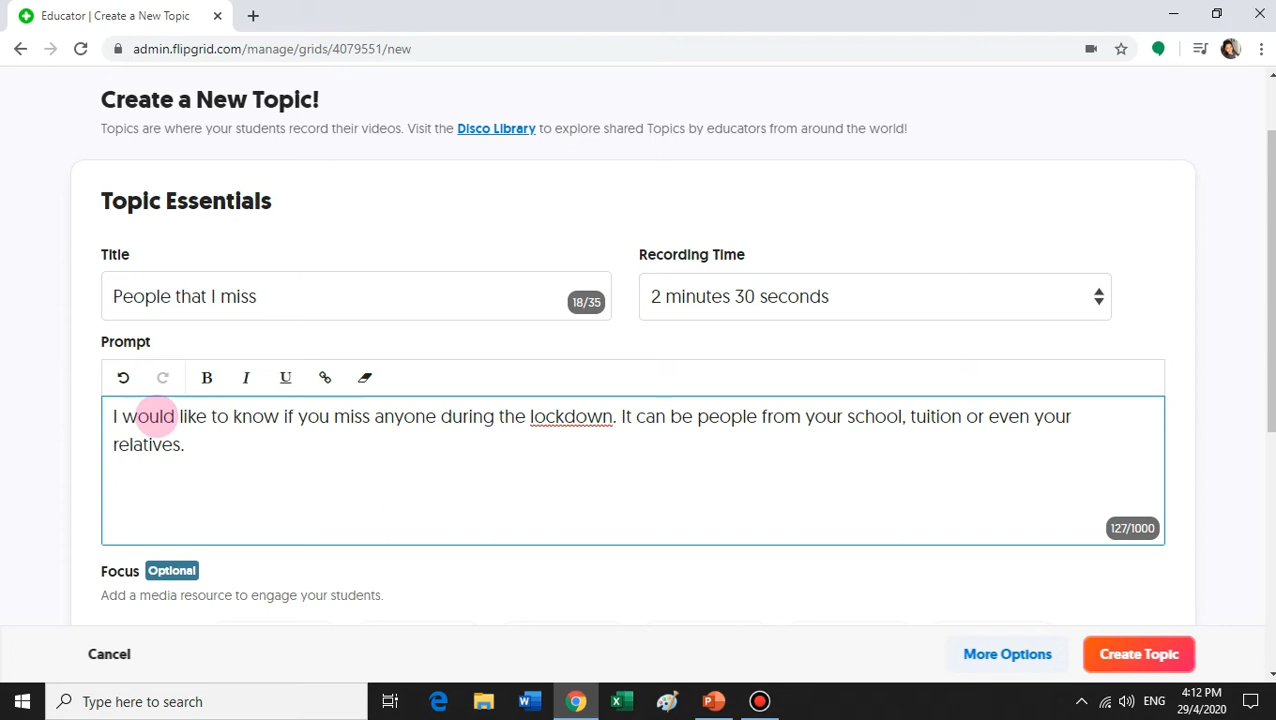 Educator | Create a New Topic
admin.flipgrid.com/manage/grids/4079551/new
Create a New Topic!
Topics are where your students record their videos. Visit the Disco Library to explore shared Topics by educators from around the world!
Topic Essentials
Title
Recording Time
People that I miss
18/35
2 minutes 30 seconds
Prompt
B I U
I would like to know if you miss anyone during the lockdown. It can be people from your school, tuition or even your
relatives.
127/1000
Focus Optional
Add a media resource to engage your students.
Cancel
More Options
Create Topic
Type here to search
ENG
4:12 PM
29/4/2020